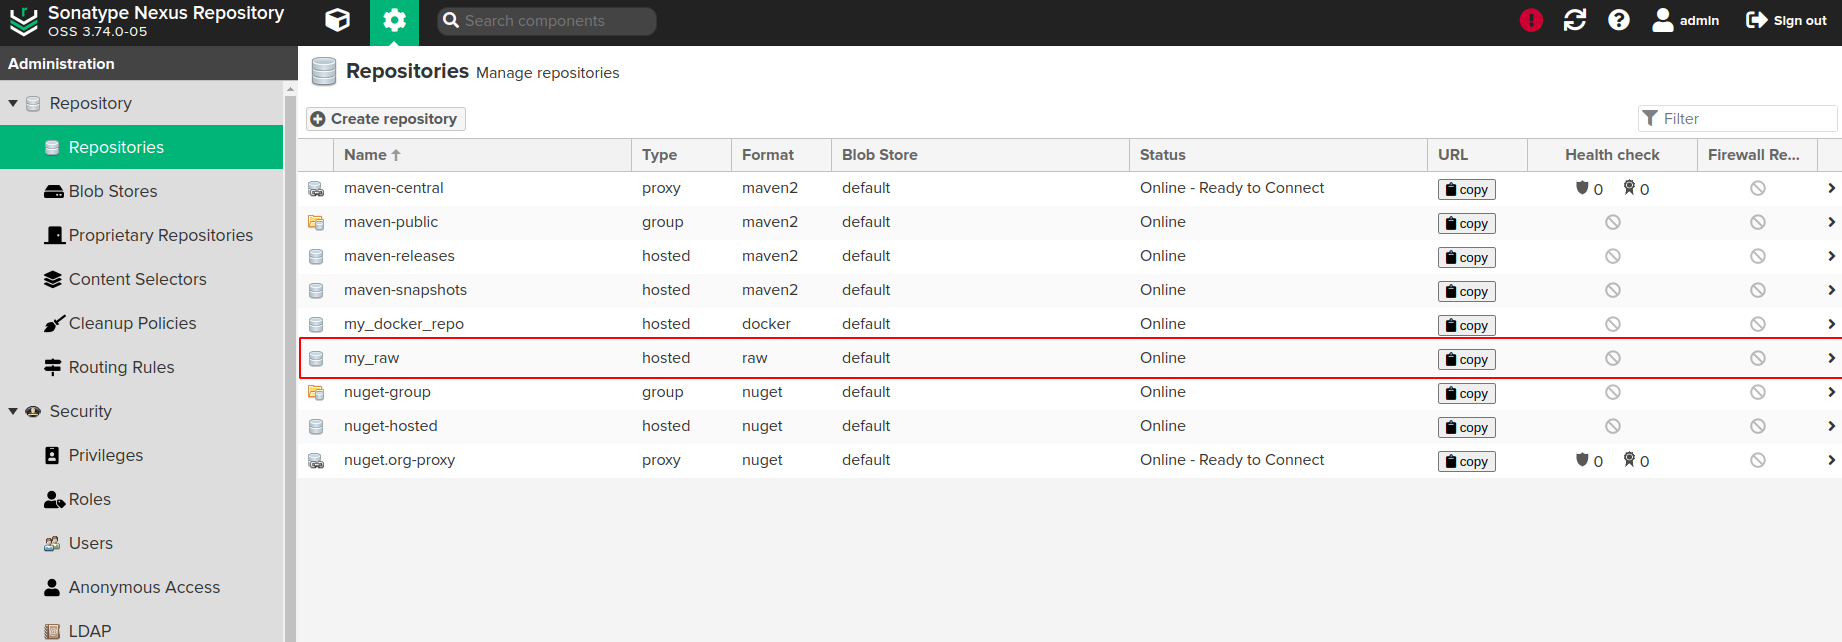 Sonatype Nexus Repository
OSS 3.74.0-05
Search components
admin
Sign out
Administration
Repository
Repositories
Blob Stores
Proprietary Repositories
Content Selectors
Cleanup Policies
Routing Rules
Security
Privileges
Roles
Users
Anonymous Access
LDAP
Repositories Manage repositories
Create repository
Filter
Name Type Format Blob Store Status URL Health check Firewall Re...
maven-central proxy maven2 default Online - Ready to Connect copy 0 0
maven-public group maven2 default Online copy
maven-releases hosted maven2 default Online copy
maven-snapshots hosted maven2 default Online copy
my_docker_repo hosted docker default Online copy
my_raw hosted raw default Online copy
nuget-group group nuget default Online copy
nuget-hosted hosted nuget default Online copy
nuget.org-proxy proxy nuget default Online - Ready to Connect copy 0 0